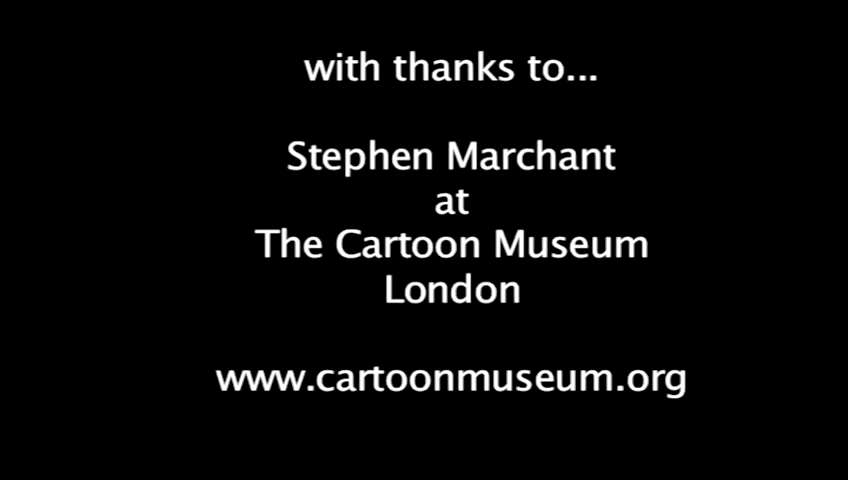 with thanks to...
Stephen Marchant
at
The Cartoon Museum
London
www.cartoonmuseum.org